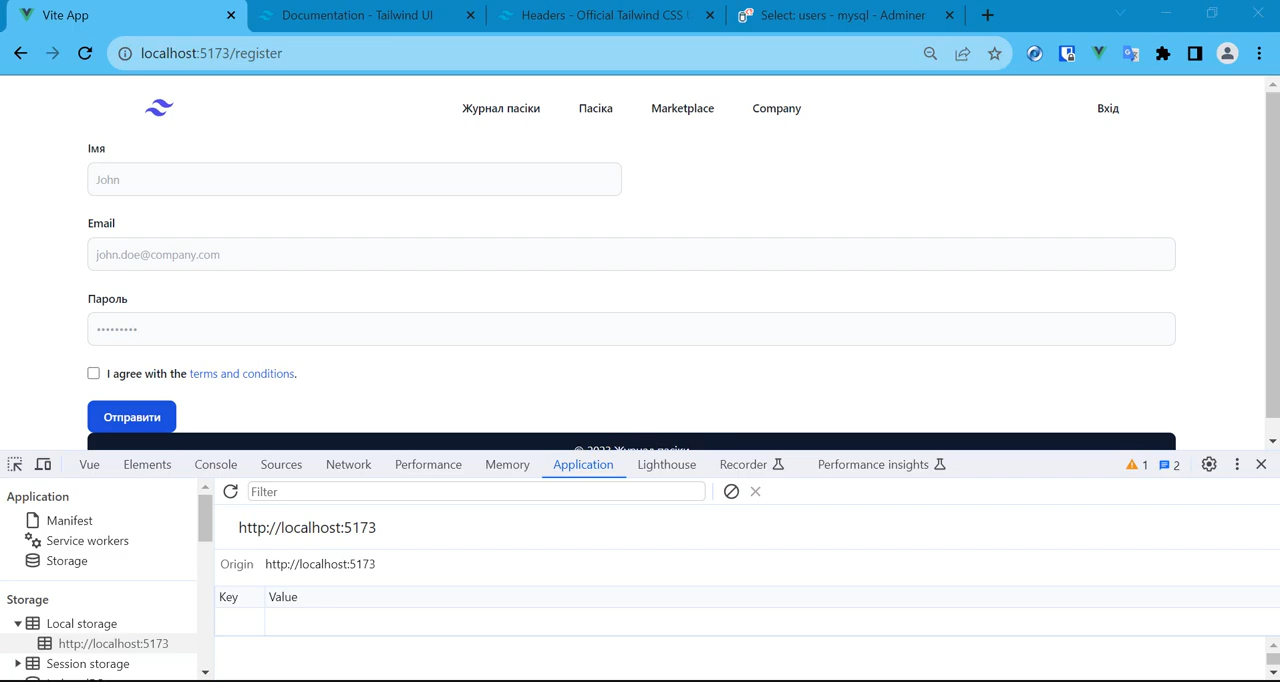 Vite App
Documentation - Tailwind UI
Headers - Official Tailwind CSS U
Select: users - mysql - Adminer
localhost:5173/register
Журнал пасіки
Пасіка
Marketplace
Company
Вхід
Імя
John
Email
john.doe@company.com
Пароль
•••••••••
I agree with the terms and conditions.
Отправити
© 2023 Журнал пасіки
Vue
Elements
Console
Sources
Network
Performance
Memory
Application
Lighthouse
Recorder
Performance insights
1
2
Application
Manifest
Service workers
Storage
Storage
Local storage
http://localhost:5173
Session storage
Filter
http://localhost:5173
Origin http://localhost:5173
Key
Value